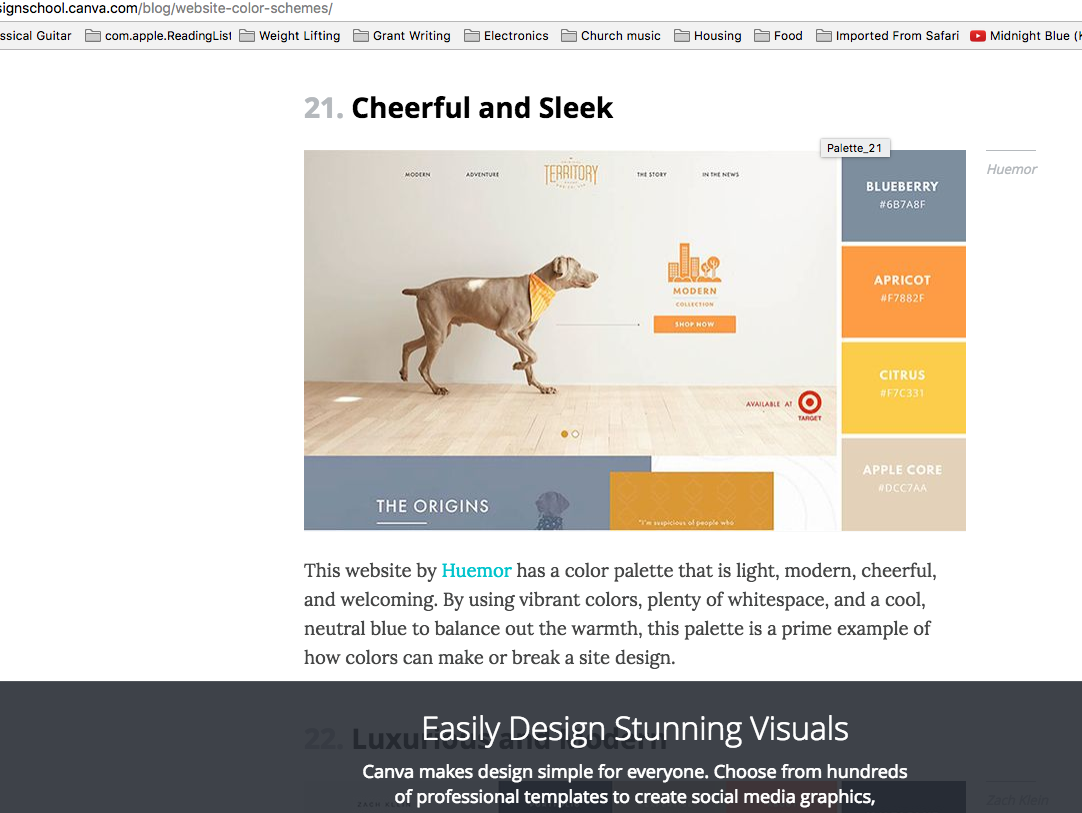 signschool.canva.com/blog/website-color-schemes/
ssical Guitar com.apple.ReadingList Weight Lifting Grant Writing Electronics Church music Housing Food Imported From Safari Midnight Blue (K
21. Cheerful and Sleek
Palette_21
Huemor
MODERN ADVENTURE TERRITORY THE STORY IN THE NEWS
BLUEBERRY
#6B7A8F
MODERN
COLLECTION
SHOP NOW
APRICOT
#F7882F
CITRUS
#F7C331
AVAILABLE AT
TARGET
APPLE CORE
#DCC7AA
THE ORIGINS
"I'm suspicious of people who
This website by Huemor has a color palette that is light, modern, cheerful,
and welcoming. By using vibrant colors, plenty of whitespace, and a cool,
neutral blue to balance out the warmth, this palette is a prime example of
how colors can make or break a site design.
Easily Design Stunning Visuals
22. Luxurious and Modern
Canva makes design simple for everyone. Choose from hundreds
of professional templates to create social media graphics,
Zach Klein